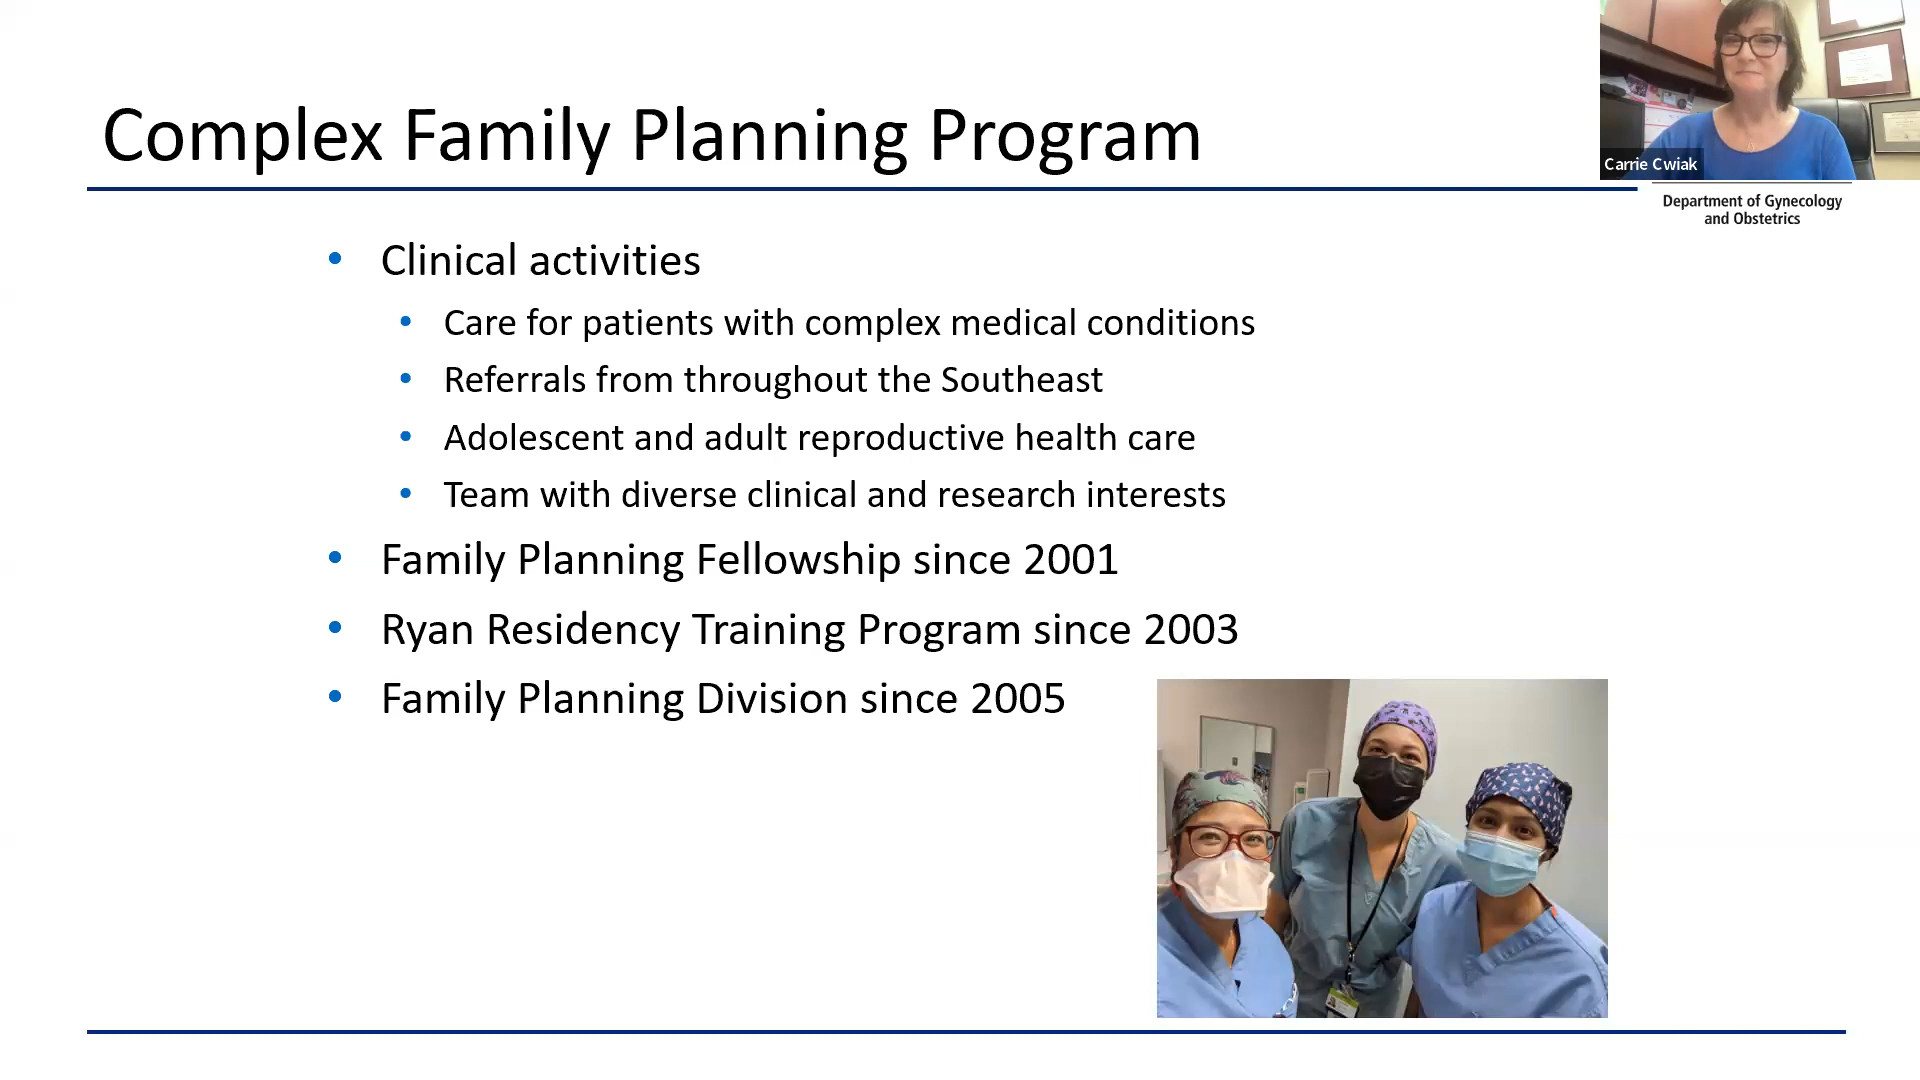 Complex Family Planning Program
Carrie Cwiak
Department of Gynecology
and Obstetrics
• Clinical activities
• Care for patients with complex medical conditions
• Referrals from throughout the Southeast
• Adolescent and adult reproductive health care
• Team with diverse clinical and research interests
• Family Planning Fellowship since 2001
• Ryan Residency Training Program since 2003
• Family Planning Division since 2005